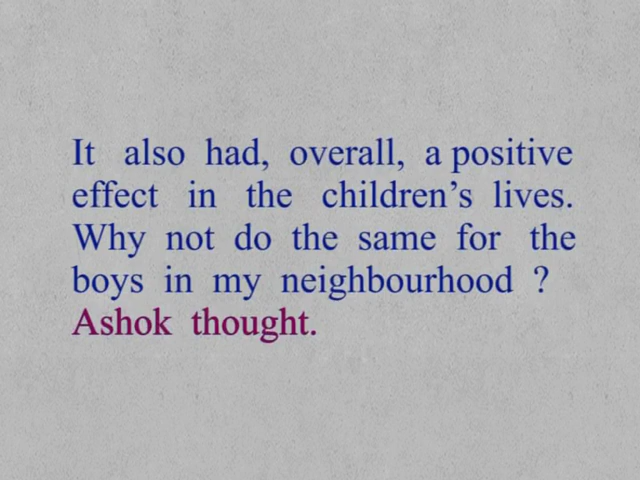 It also had, overall, a positive
effect in the children's lives.
Why not do the same for the
boys in my neighbourhood ?
Ashok thought.